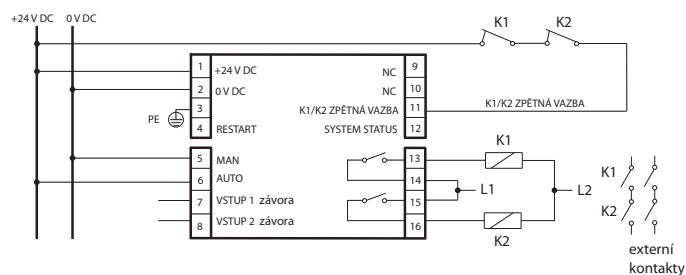 +24 V DC 0 V DC
K1 K2
1 +24 V DC NC 9
2 0 V DC NC 10
3 K1/K2 ZPĚTNÁ VAZBA 11 K1/K2 ZPĚTNÁ VAZBA
PE
4 RESTART SYSTEM STATUS 12
K1
5 MAN 13
6 AUTO 14
L1 L2
7 VSTUP 1 závora 15
8 VSTUP 2 závora 16
K2
K1
K2
externí
kontakty